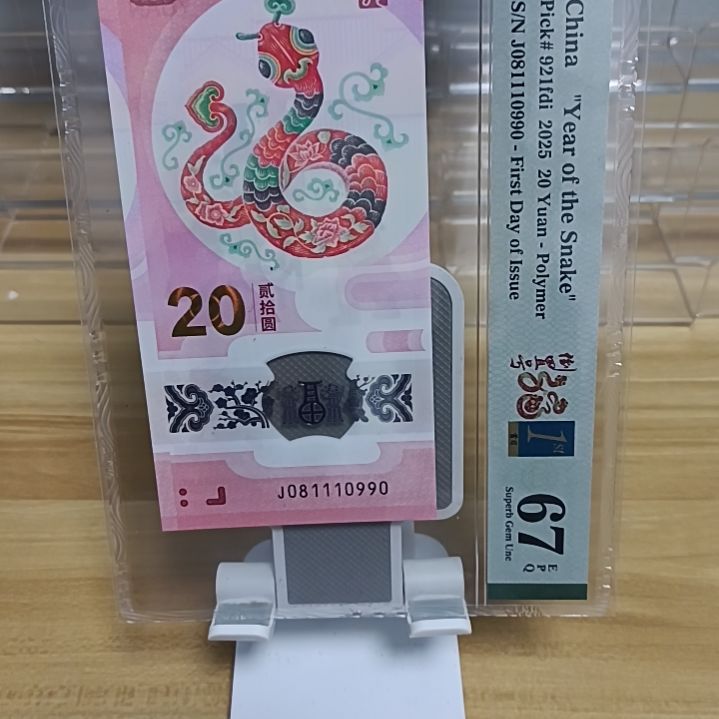 20
贰拾圆
J081110990
China "Year of the Snake"
Pick# 921fdi 2025 20 Yuan - Polymer
S/N J081110990 - First Day of Issue
1st
67 EPQ
Superb Gem Unc